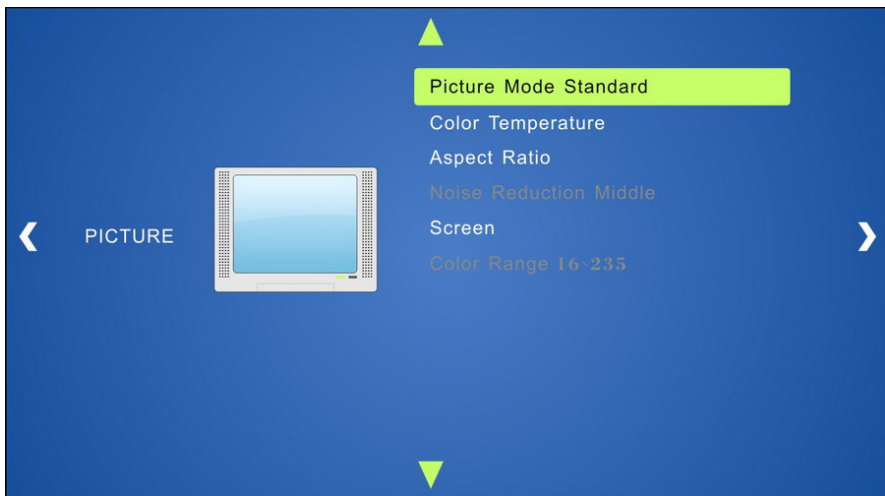 PICTURE
Picture Mode Standard
Color Temperature
Aspect Ratio
Noise Reduction Middle
Screen
Color Range 16~235